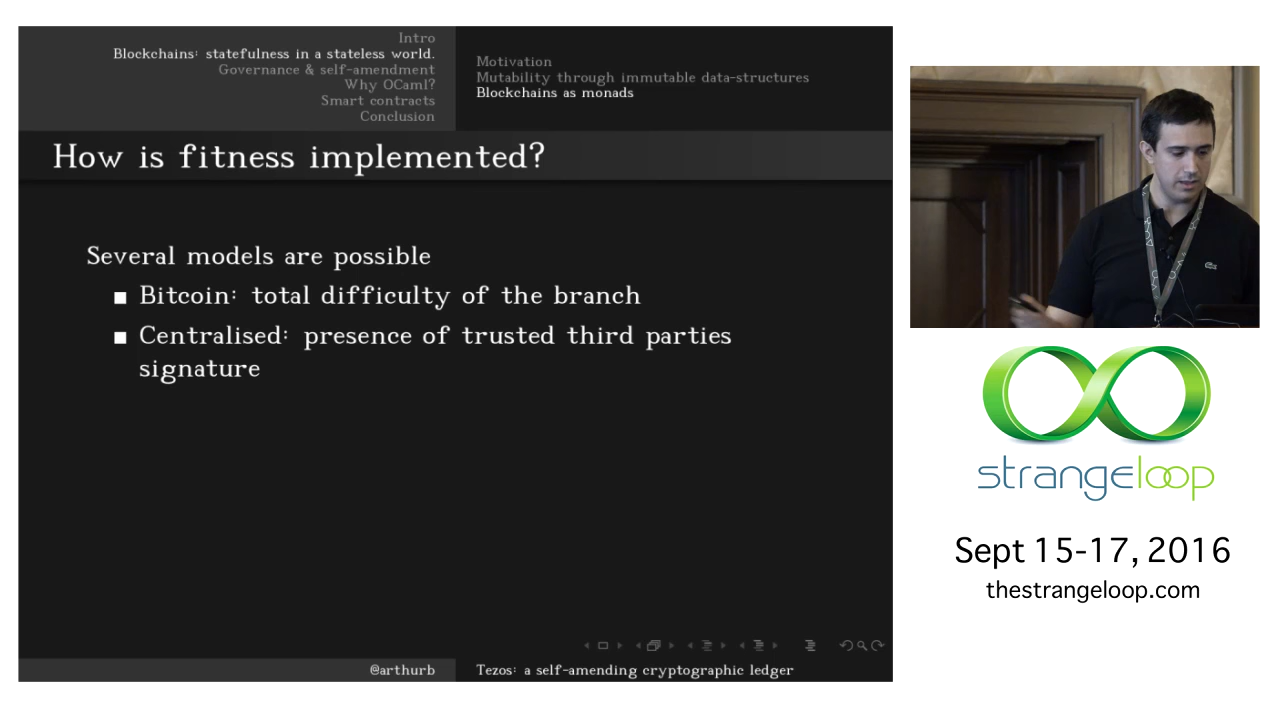 Intro
Blockchains: statefulness in a stateless world.
Governance & self-amendment
Why OCaml?
Smart contracts
Conclusion
Motivation
Mutability through immutable data-structures
Blockchains as monads
How is fitness implemented?
Several models are possible
Bitcoin: total difficulty of the branch
Centralised: presence of trusted third parties
signature
@arthurb
Tezos: a self-amending cryptographic ledger
strangeloop
Sept 15-17, 2016
thestrangeloop.com